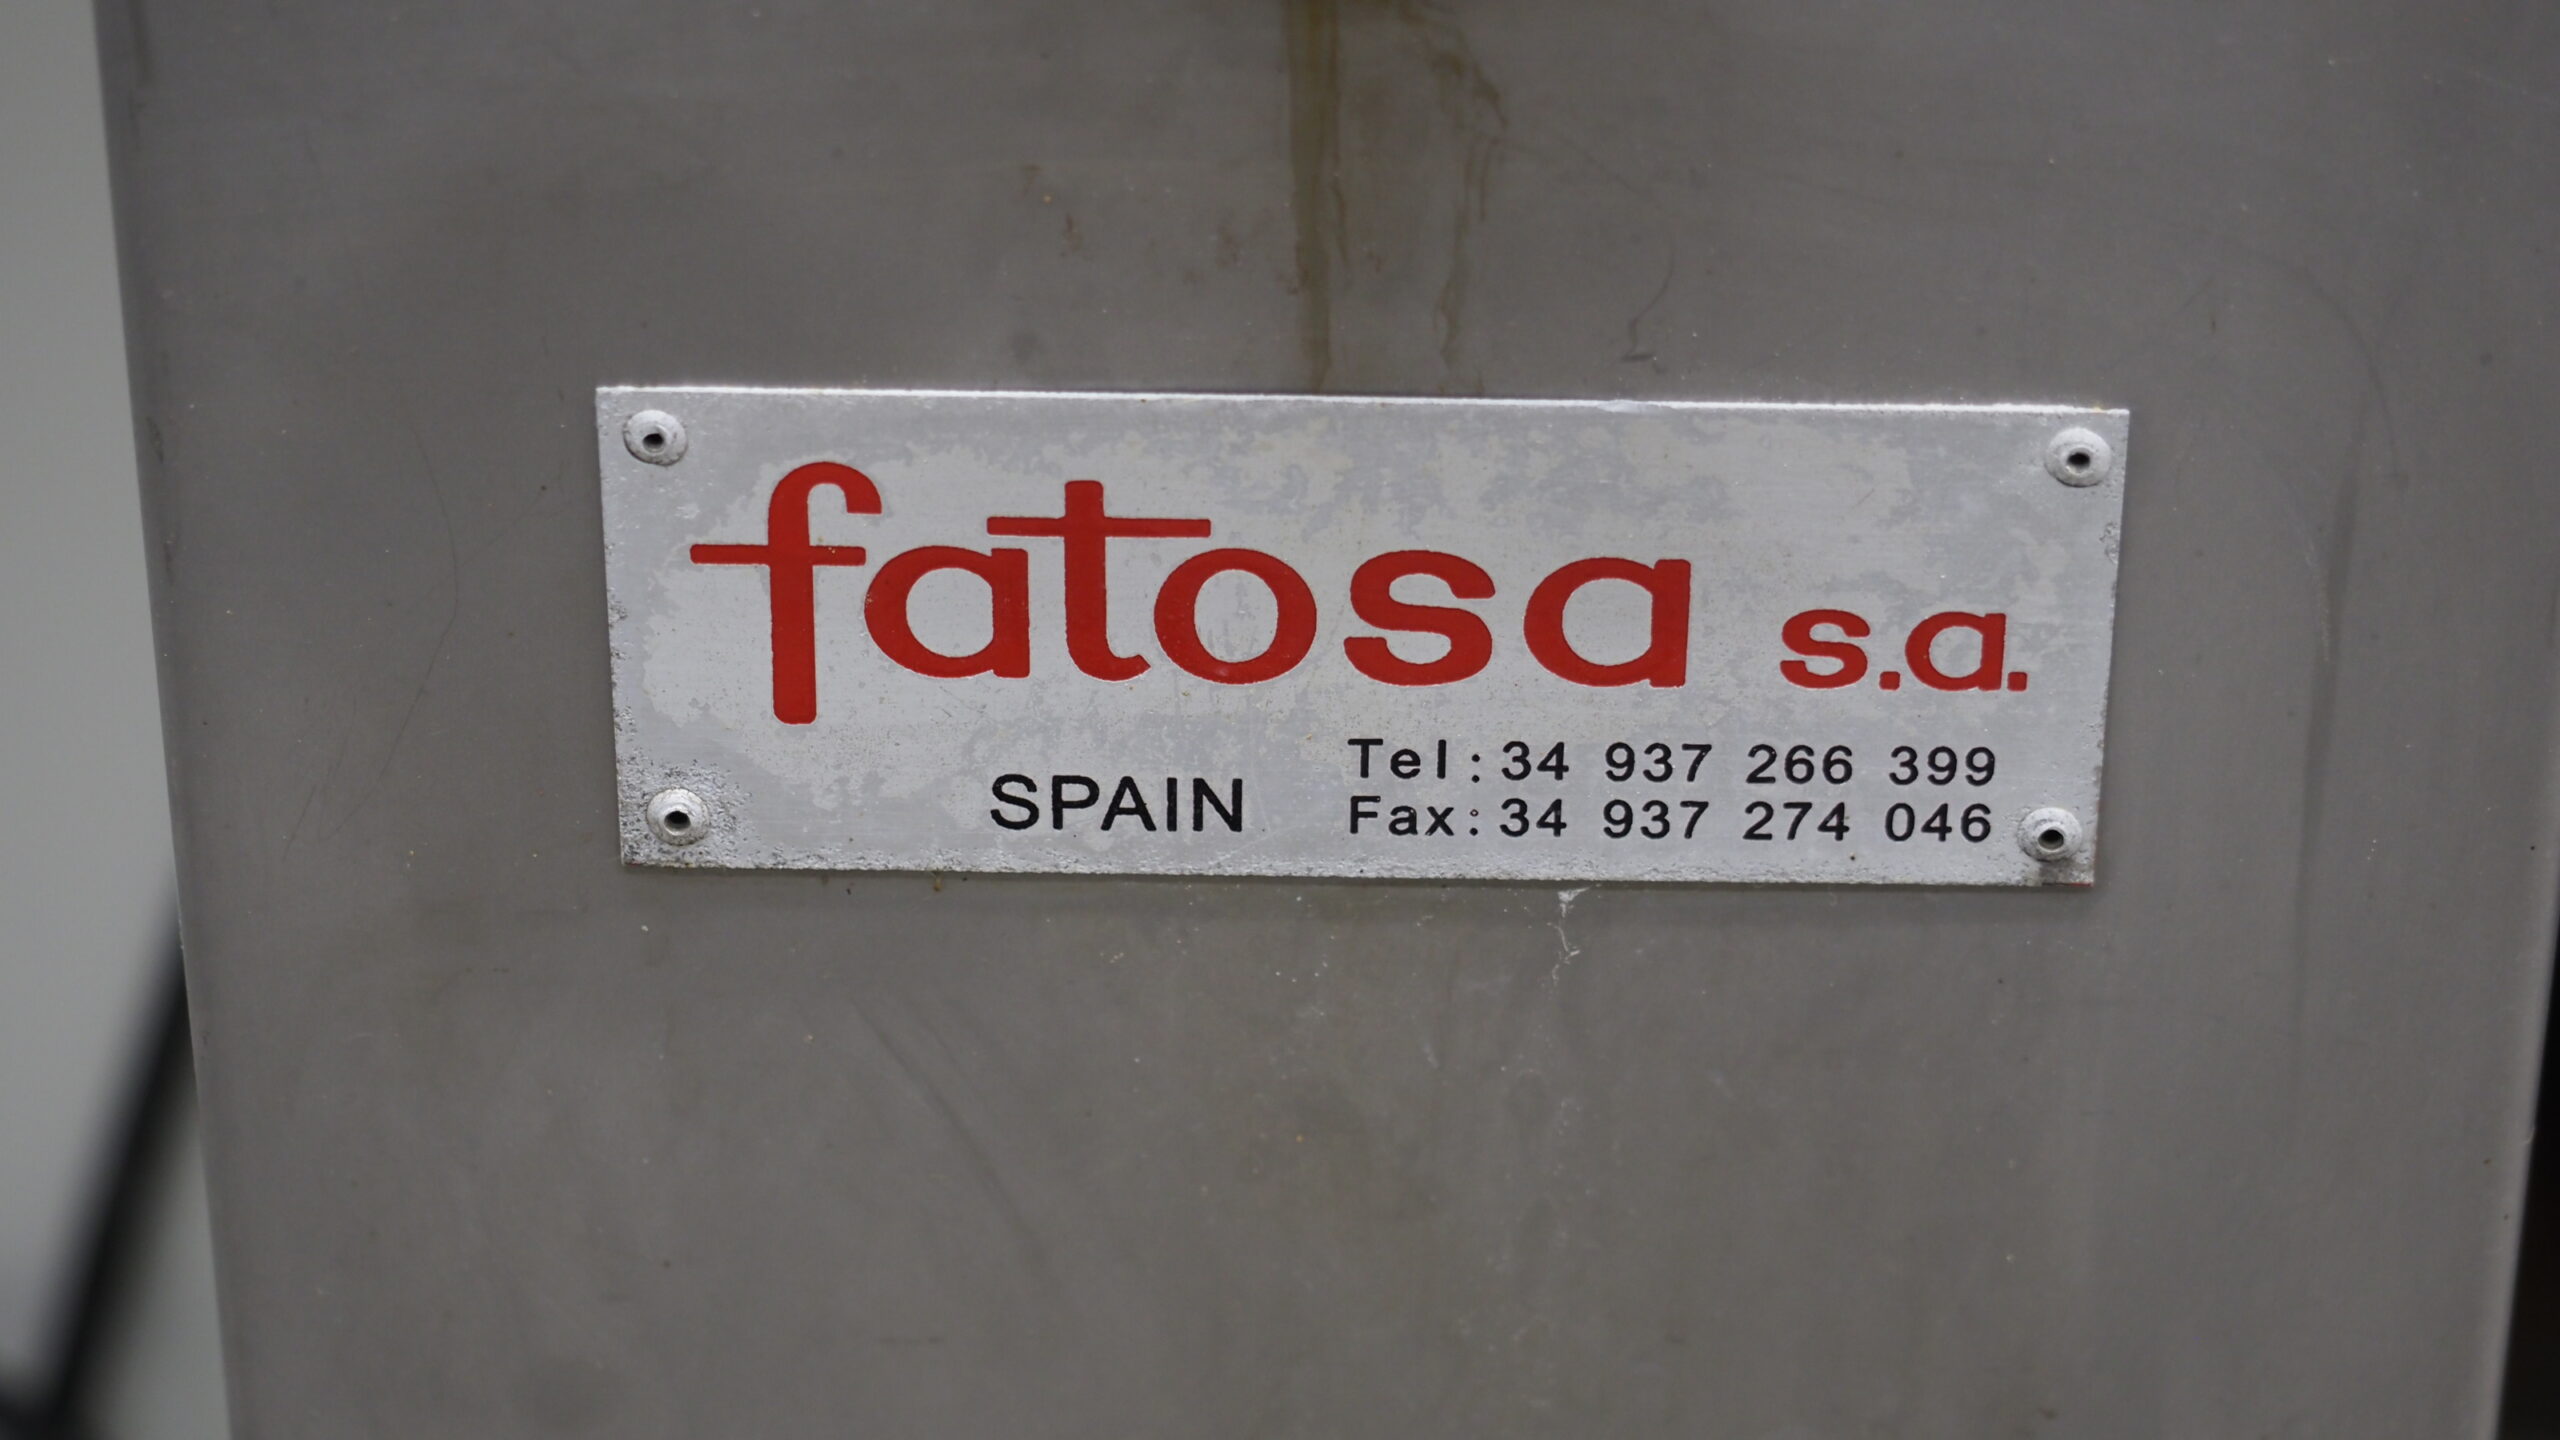 fatosa s.a.
SPAIN
Tel: 34 937 266 399
Fax: 34 937 274 046